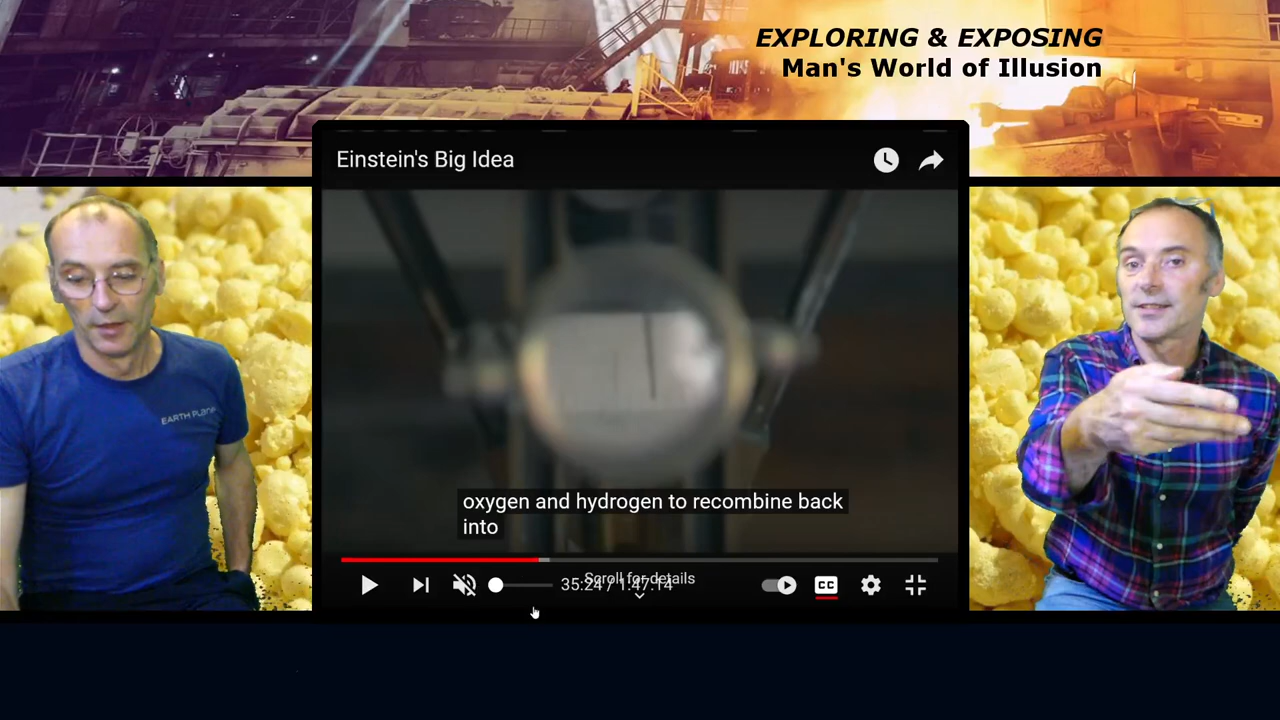 EXPLORING & EXPOSING
Man's World of Illusion
Einstein's Big Idea
EARTH PLANE
oxygen and hydrogen to recombine back
into
Scroll for details
35:24 / 1:47:14
CC